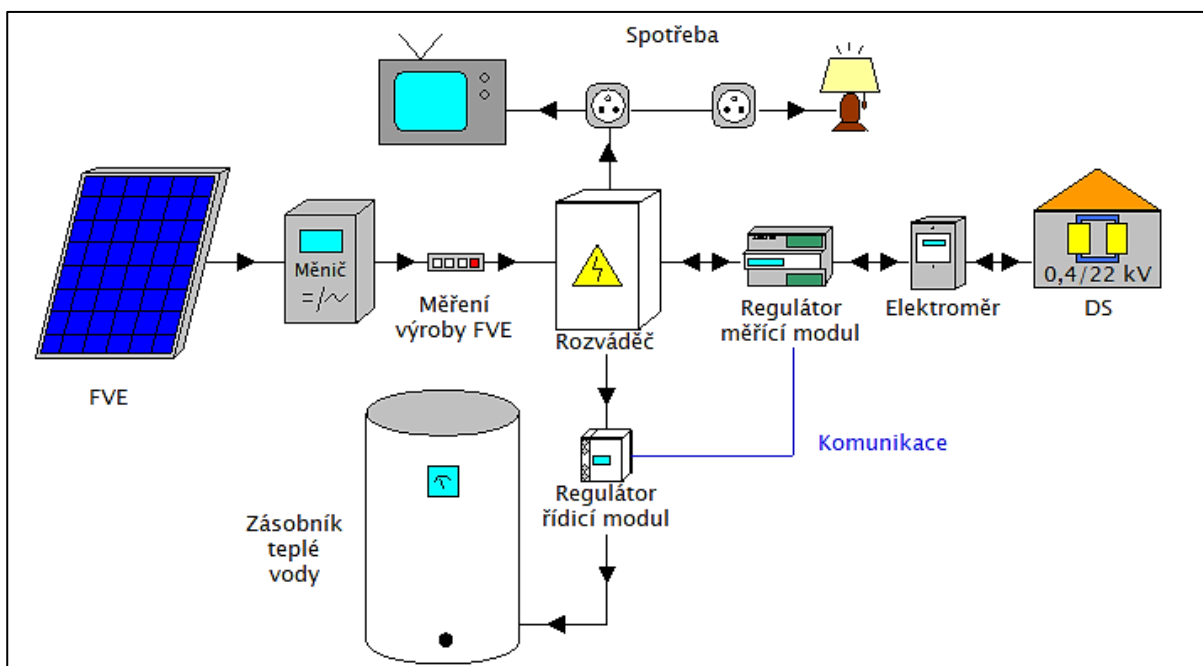 Spotřeba
Měnič
=/~
Měření
výroby FVE
Rozváděč
Regulátor
měřící modul
Elektroměr
0,4/22 kV
DS
FVE
Komunikace
Regulátor
řídicí modul
Zásobník
teplé
vody